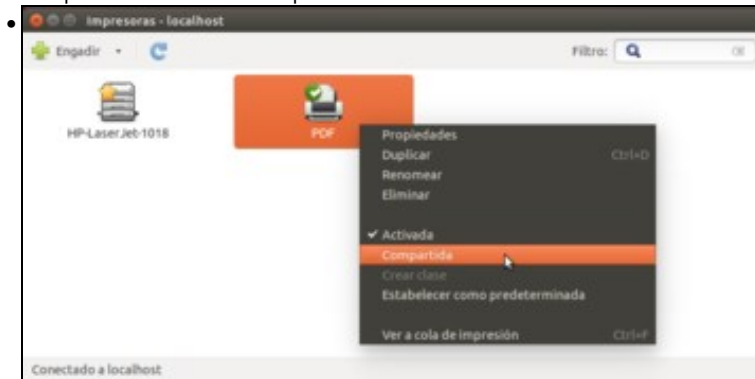 Impresoras - localhost
Engadir
Filtro:
HP-LaserJet-1018
PDF
Propiedades
Duplicar Ctrl+D
Renomear
Eliminar
✔ Activada
Compartida
Crear clase
Estabelecer como predeterminada
Ver a cola de impresión Ctrl+F
Conectado a localhost